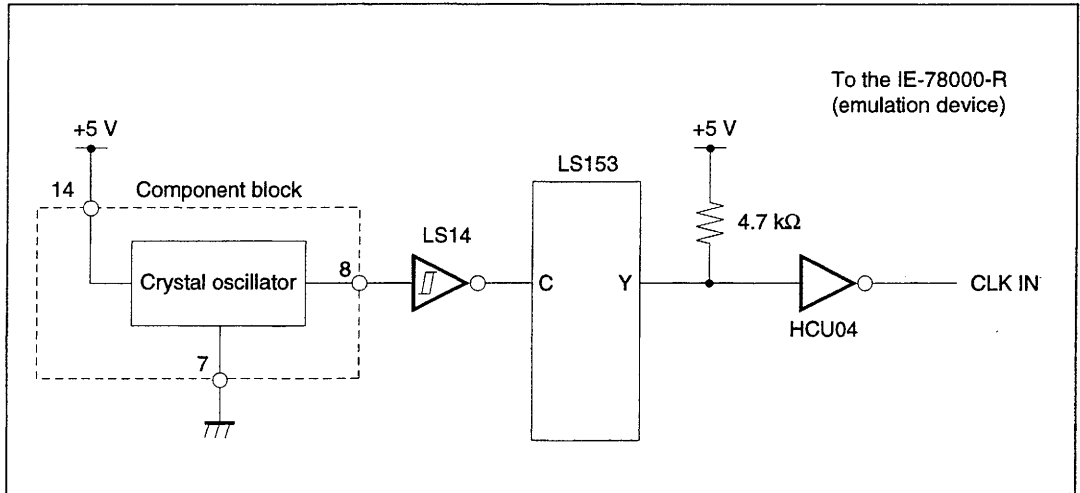 To the IE-78000-R
(emulation device)
+5 V
+5 V
LS153
14
Component block
4.7 kΩ
LS14
Crystal oscillator
8
C
Y
CLK IN
HCU04
7